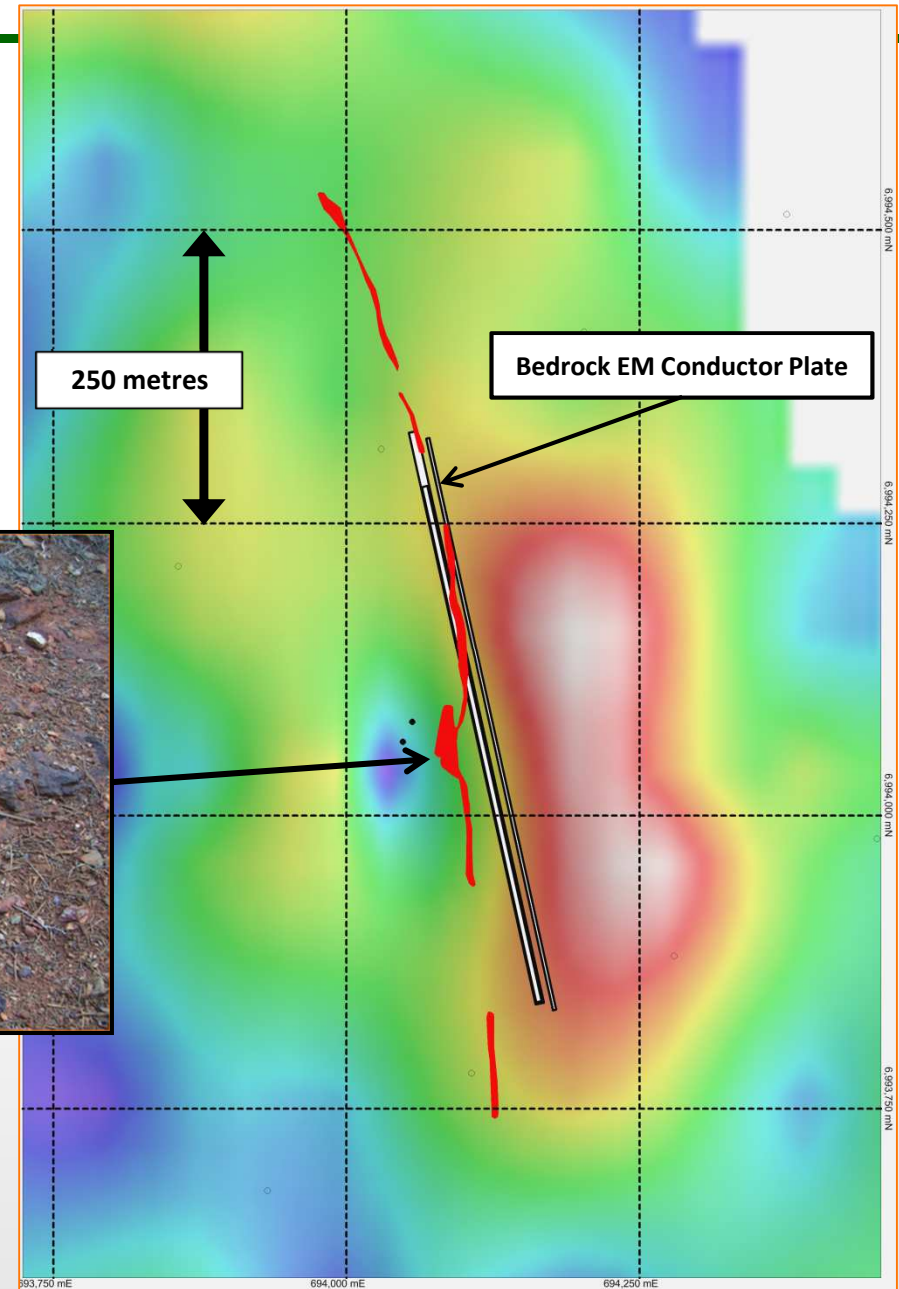 6,994,500 mN
250 metres
Bedrock EM Conductor Plate
6,994,250 mN
6,994,000 mN
6,993,750 mN
693,750 mE
694,000 mE
694,250 mE